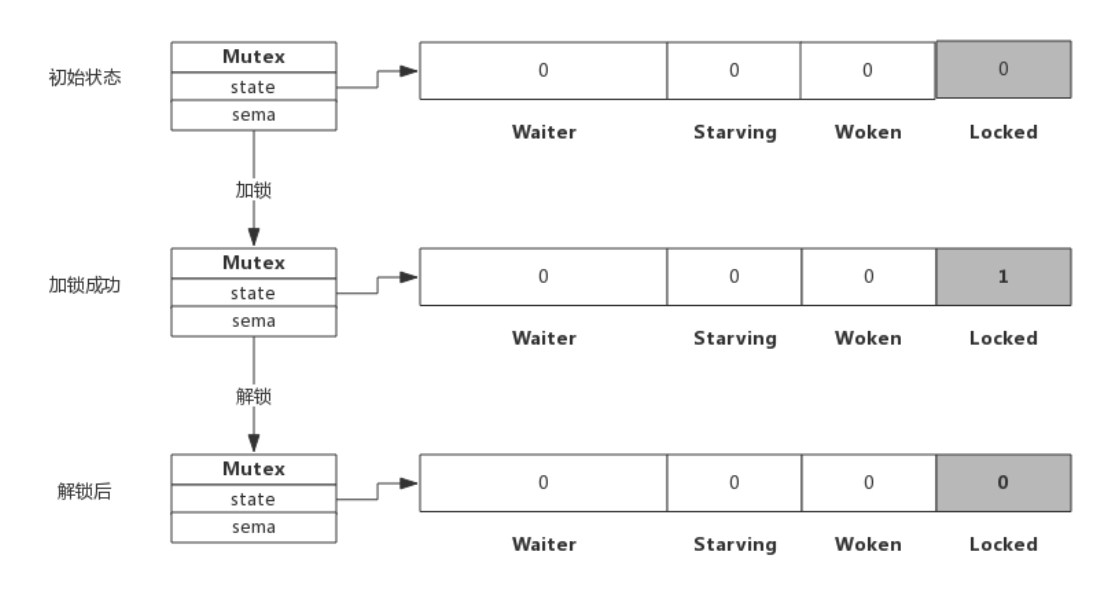 Mutex
初始状态
state
sema
0 0 0 0
Waiter Starving Woken Locked
加锁
Mutex
加锁成功
state
sema
0 0 0 1
Waiter Starving Woken Locked
解锁
Mutex
解锁后
state
sema
0 0 0 0
Waiter Starving Woken Locked